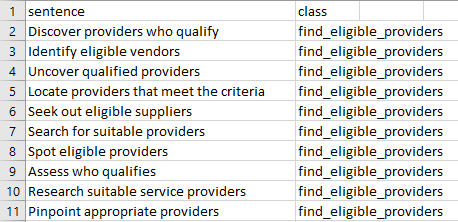 1 sentence class
2 Discover providers who qualify find_eligible_providers
3 Identify eligible vendors find_eligible_providers
4 Uncover qualified providers find_eligible_providers
5 Locate providers that meet the criteria find_eligible_providers
6 Seek out eligible suppliers find_eligible_providers
7 Search for suitable providers find_eligible_providers
8 Spot eligible providers find_eligible_providers
9 Assess who qualifies find_eligible_providers
10 Research suitable service providers find_eligible_providers
11 Pinpoint appropriate providers find_eligible_providers